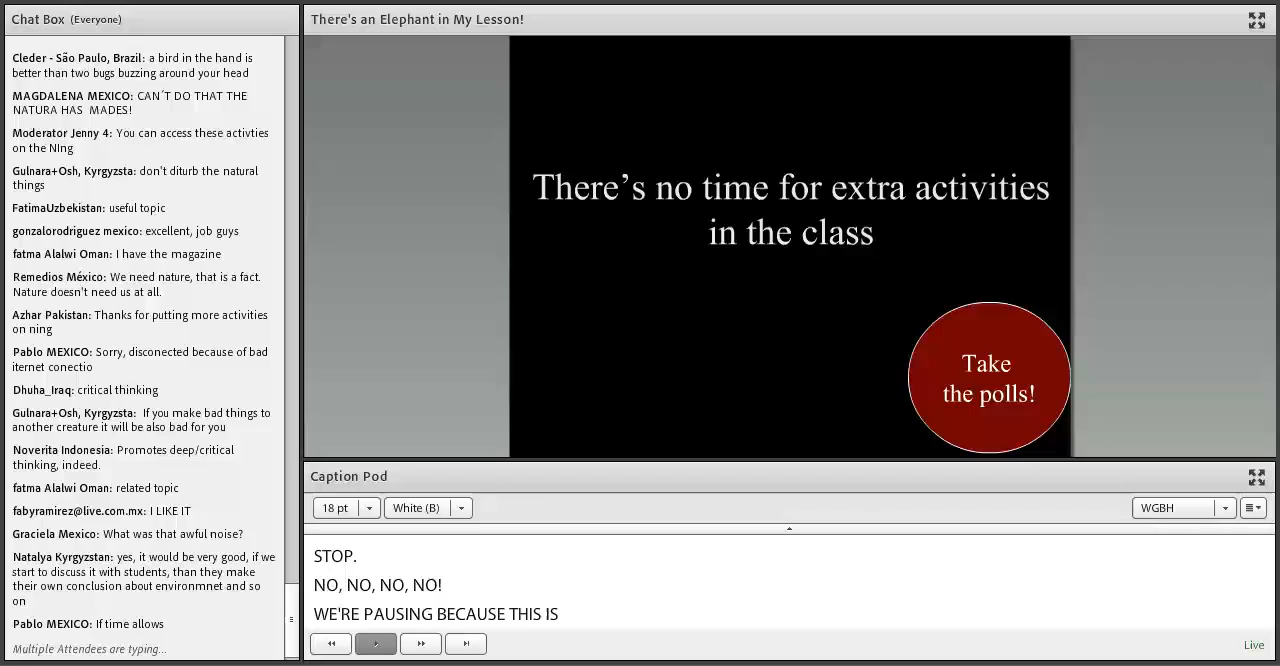 Chat Box (Everyone)
Cleder - São Paulo, Brazil: a bird in the hand is
better than two bugs buzzing around your head
MAGDALENA MEXICO: CAN´T DO THAT THE
NATURA HAS  MADES!
Moderator Jenny 4: You can access these activties
on the NIng
Gulnara+Osh, Kyrgyzsta: don't diturb the natural
things
FatimaUzbekistan: useful topic
gonzalorodriguez mexico: excellent, job guys
fatma Alalwi Oman: I have the magazine
Remedios México: We need nature, that is a fact.
Nature doesn't need us at all.
Azhar Pakistan: Thanks for putting more activities
on ning
Pablo MEXICO: Sorry, disconected because of bad
iternet conectio
Dhuha_Iraq: critical thinking
Gulnara+Osh, Kyrgyzsta:  If you make bad things to
another creature it will be also bad for you
Noverita Indonesia: Promotes deep/critical
thinking, indeed.
fatma Alalwi Oman: related topic
fabyramirez@live.com.mx: I LIKE IT
Graciela Mexico: What was that awful noise?
Natalya Kyrgyzstan: yes, it would be very good, if we
start to discuss it with students, than they make
their own conclusion about environmnet and so
on
Pablo MEXICO: If time allows
Multiple Attendees are typing...
There's an Elephant in My Lesson!
There’s no time for extra activities
in the class
Take
the polls!
Caption Pod
18 pt
White (B)
WGBH
STOP.
NO, NO, NO, NO!
WE'RE PAUSING BECAUSE THIS IS
Live